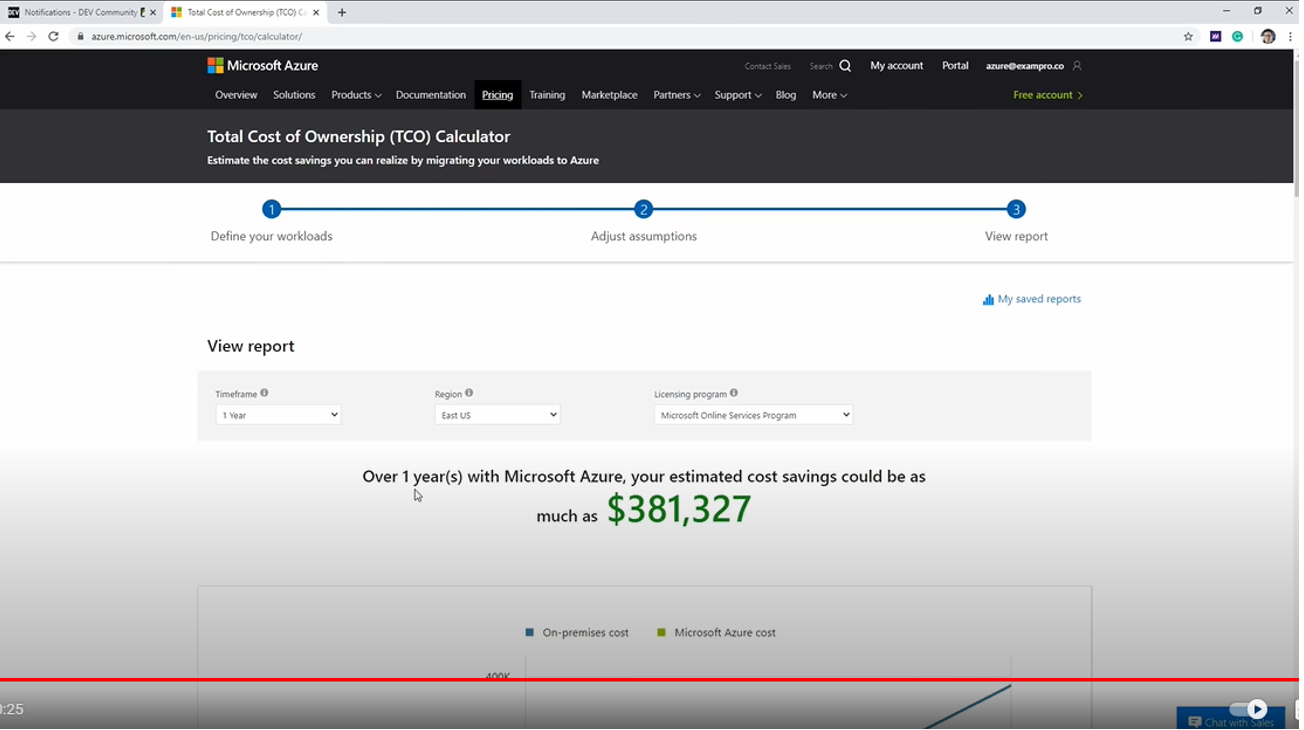 DEV Notifications - DEV Community
Total Cost of Ownership (TCO) C
azure.microsoft.com/en-us/pricing/tco/calculator/
Microsoft Azure
Contact Sales Search My account Portal azure@exampro.co
Overview Solutions Products Documentation Pricing Training Marketplace Partners Support Blog More Free account
Total Cost of Ownership (TCO) Calculator
Estimate the cost savings you can realize by migrating your workloads to Azure
1 2 3
Define your workloads Adjust assumptions View report
My saved reports
View report
Timeframe Region Licensing program
1 Year East US Microsoft Online Services Program
Over 1 year(s) with Microsoft Azure, your estimated cost savings could be as
much as $381,327
On-premises cost Microsoft Azure cost
400K
:25
Chat with Sales